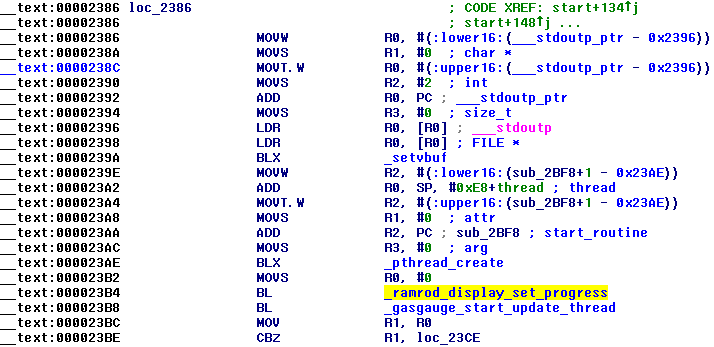 __text:00002386 loc_2386 ; CODE XREF: start+134↑j
__text:00002386 ; start+148↑j ...
__text:00002386 MOVW R0, #(:lower16:(___stdoutp_ptr - 0x2396))
__text:0000238A MOVS R1, #0 ; char *
__text:0000238C MOVT.W R0, #(:upper16:(___stdoutp_ptr - 0x2396))
__text:00002390 MOVS R2, #2 ; int
__text:00002392 ADD R0, PC ; ___stdoutp_ptr
__text:00002394 MOVS R3, #0 ; size_t
__text:00002396 LDR R0, [R0] ; ___stdoutp
__text:00002398 LDR R0, [R0] ; FILE *
__text:0000239A BLX _setvbuf
__text:0000239E MOVW R2, #(:lower16:(sub_2BF8+1 - 0x23AE))
__text:000023A2 ADD R0, SP, #0xE8+thread ; thread
__text:000023A4 MOVT.W R2, #(:upper16:(sub_2BF8+1 - 0x23AE))
__text:000023A8 MOVS R1, #0 ; attr
__text:000023AA ADD R2, PC ; sub_2BF8 ; start_routine
__text:000023AC MOVS R3, #0 ; arg
__text:000023AE BLX _pthread_create
__text:000023B2 MOVS R0, #0
__text:000023B4 BL _ramrod_display_set_progress
__text:000023B8 BL _gasgauge_start_update_thread
__text:000023BC MOV R1, R0
__text:000023BE CBZ R1, loc_23CE